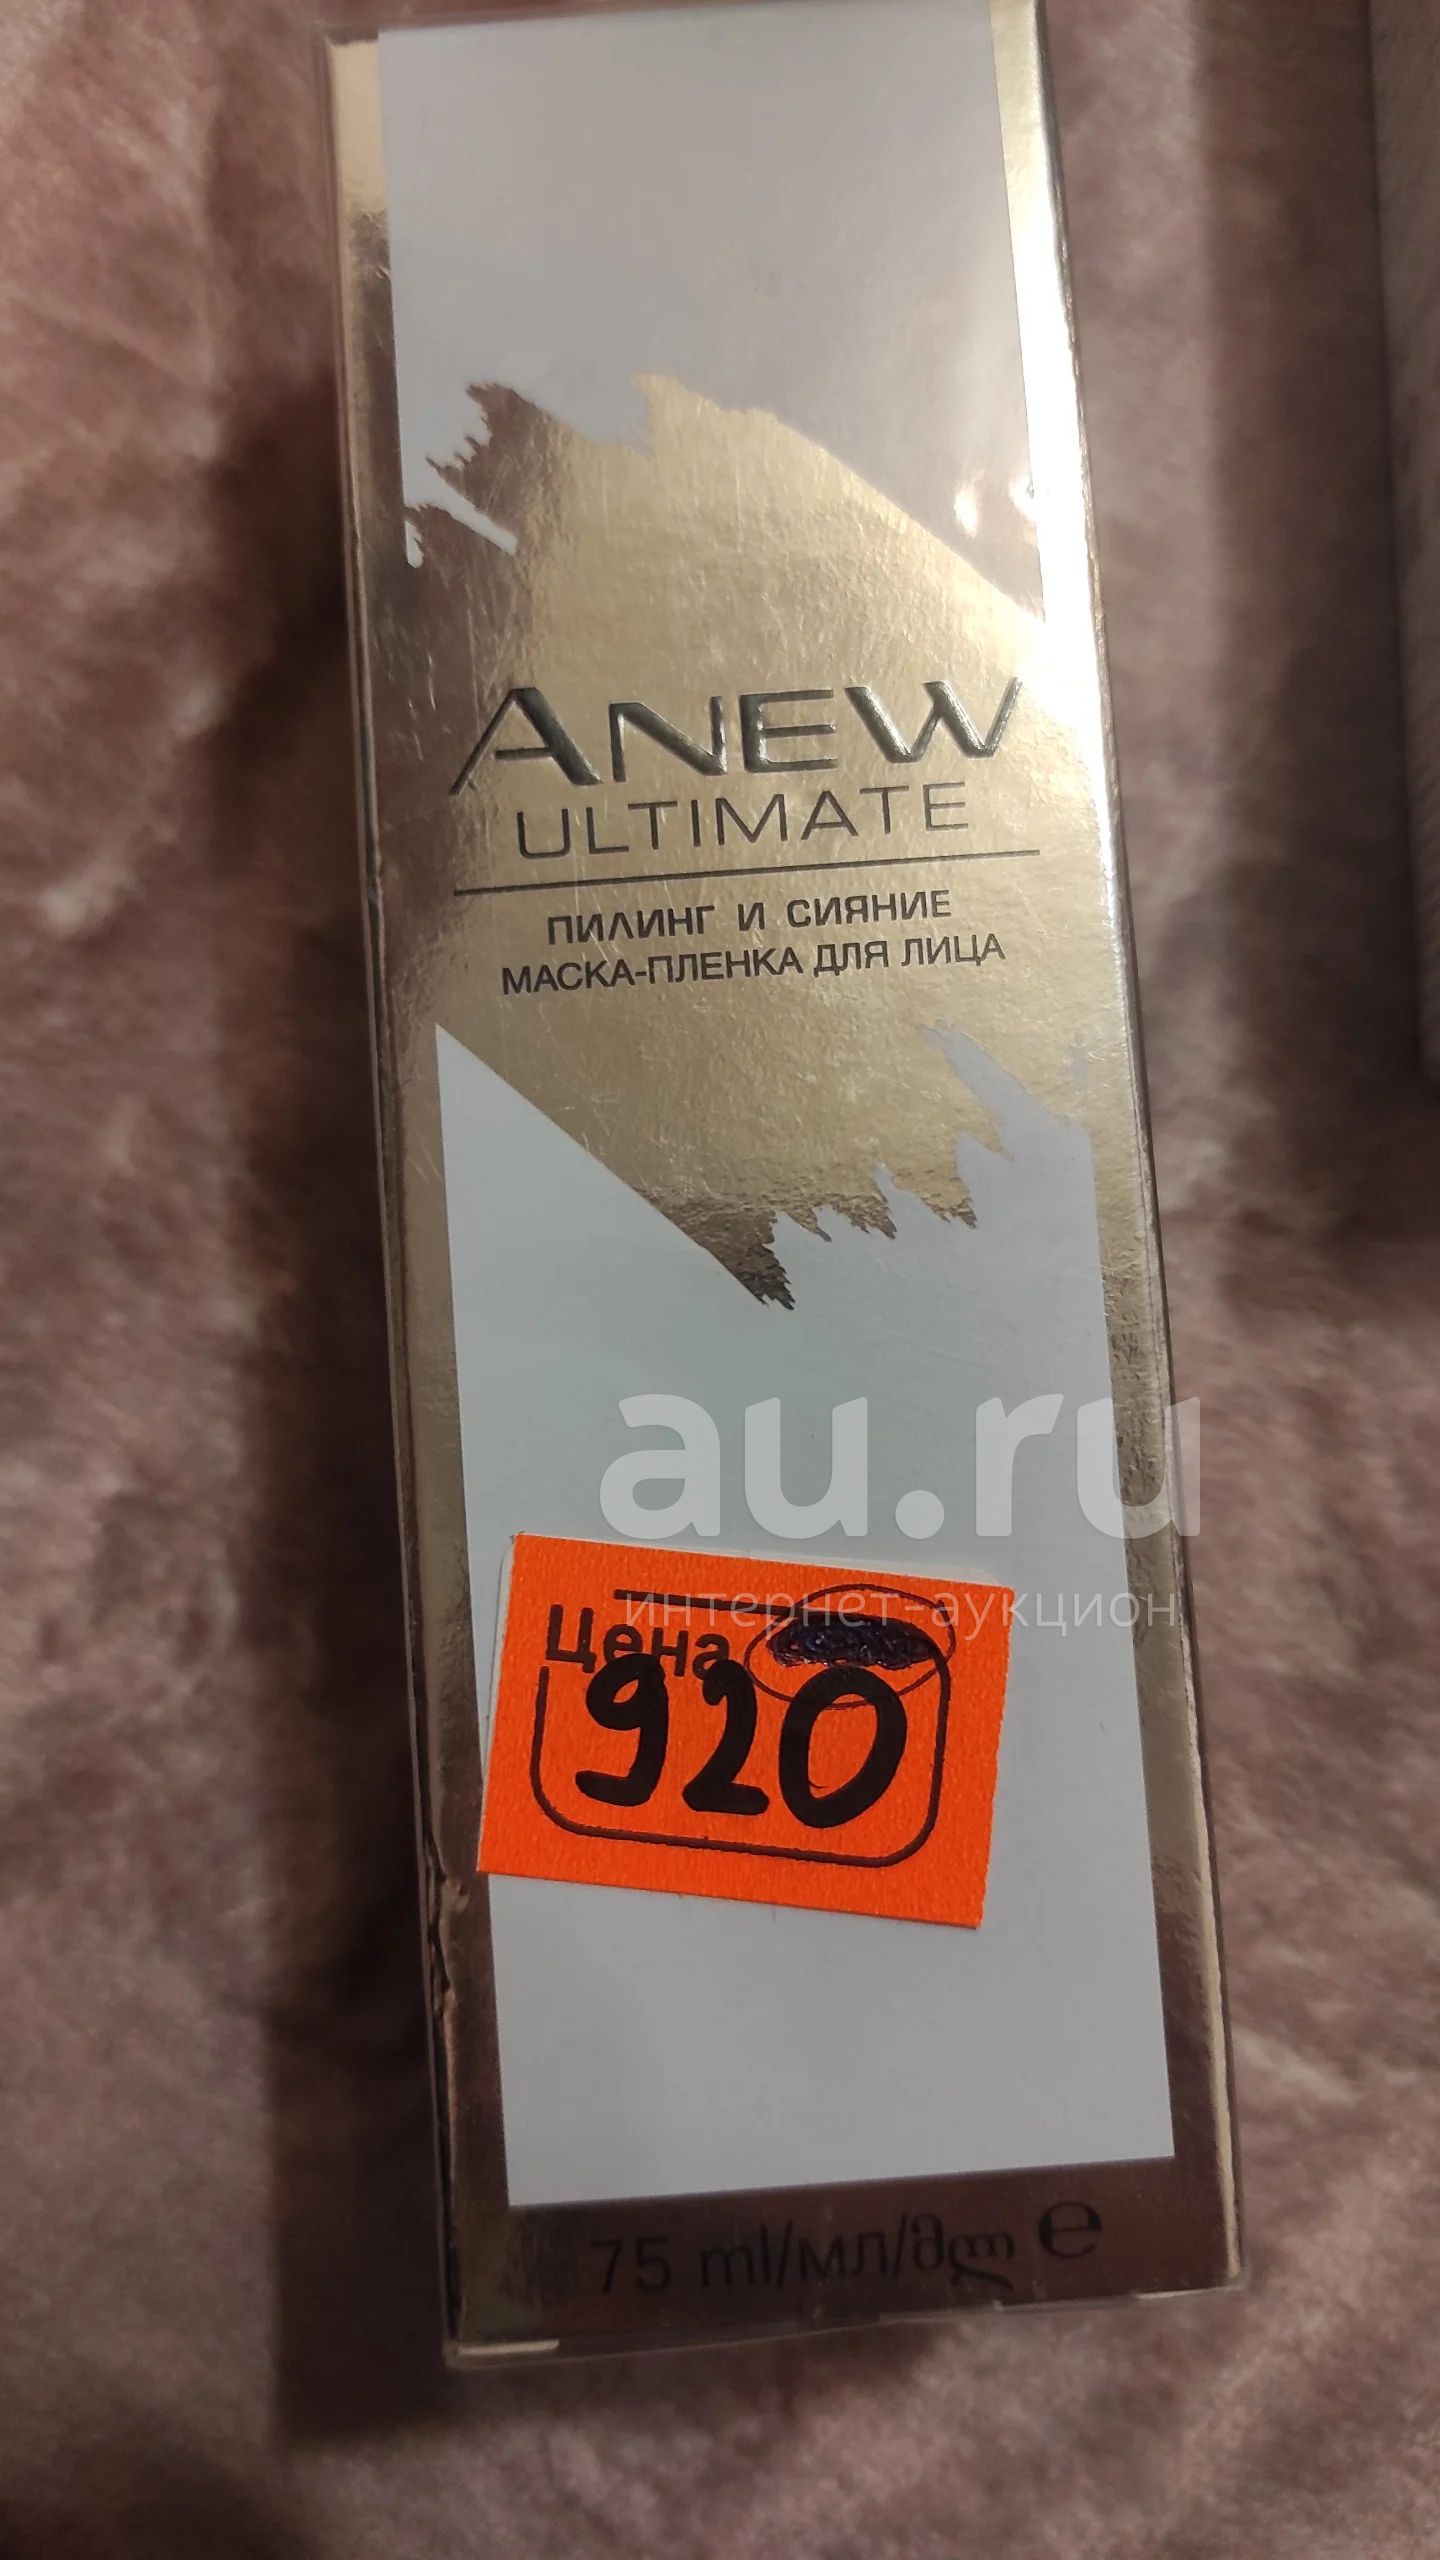 ANEW
ULTIMATE
ПИЛИНГ И СИЯНИЕ
МАСКА-ПЛЕНКА ДЛЯ ЛИЦА
au.ru
интернет-аукцион
Цена
920
75 ml/мл/მლ e